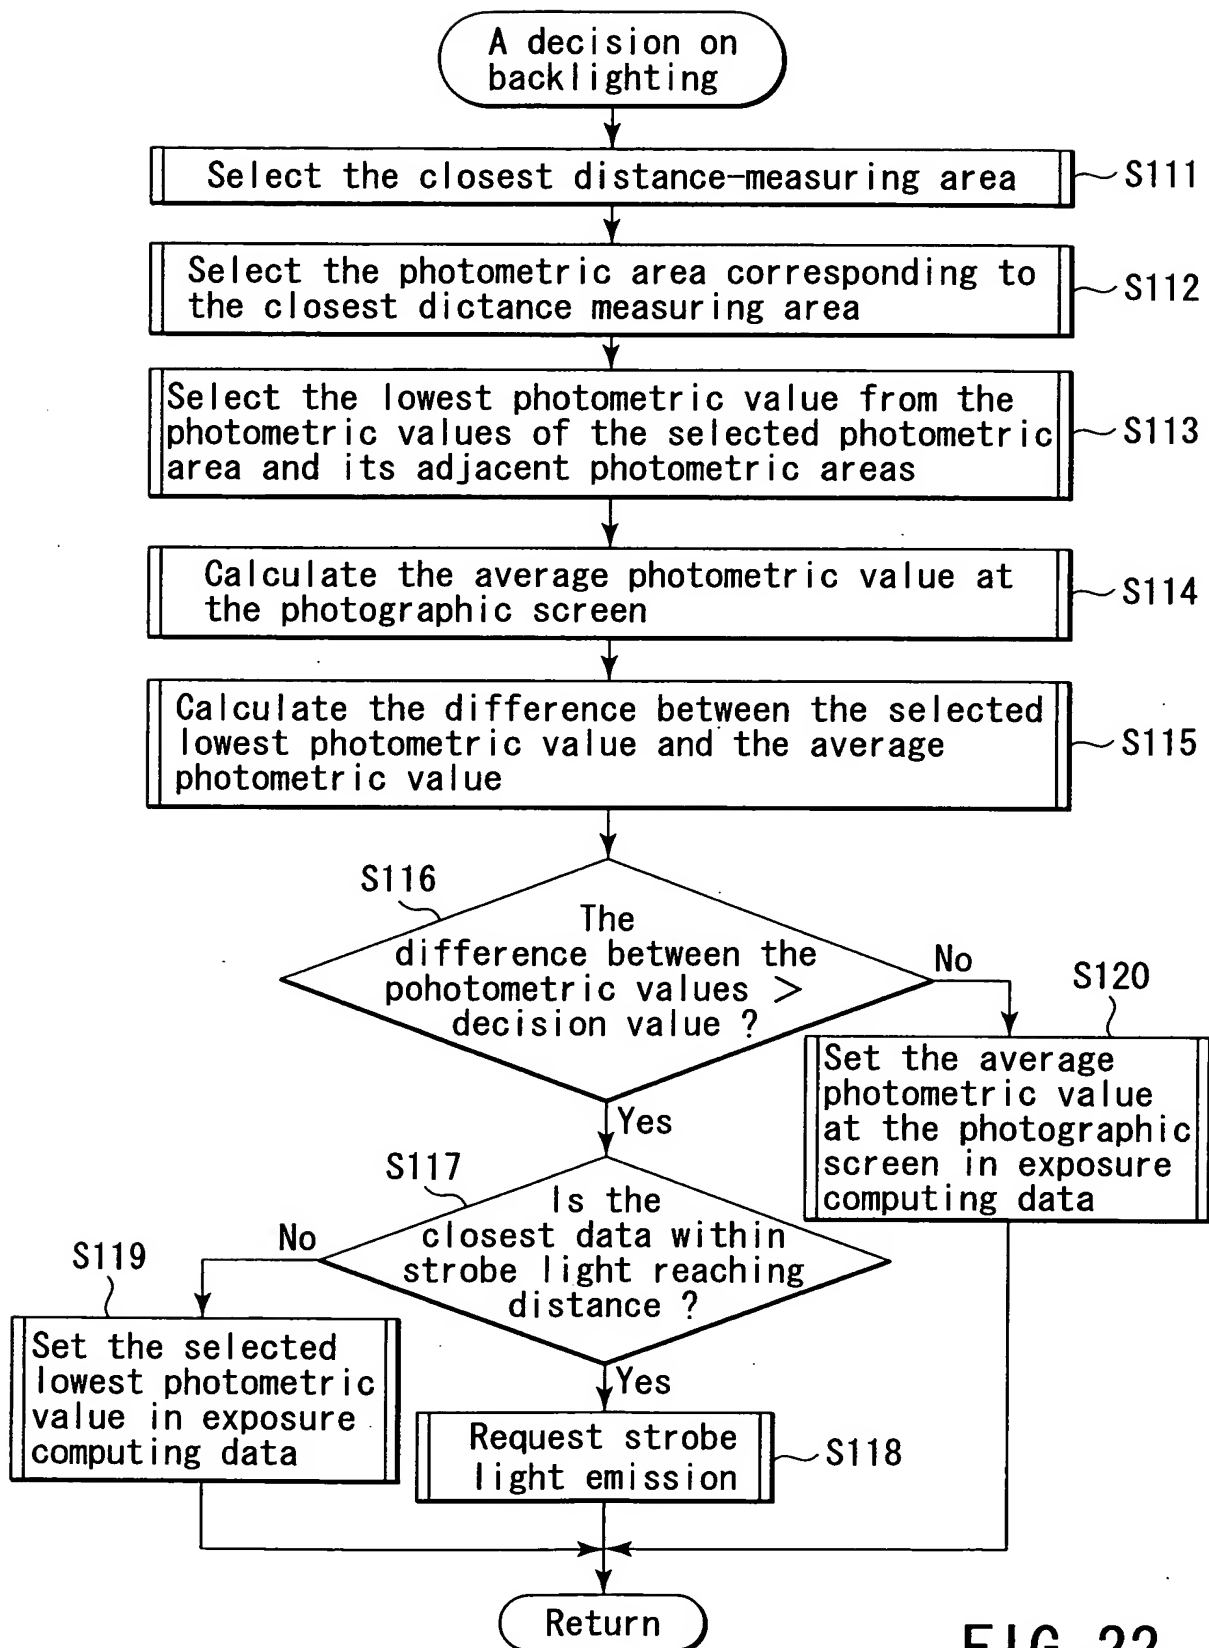 A decision on
backlighting
Select the closest distance-measuring area
S111
Select the photometric area corresponding to
the closest dictance measuring area
S112
Select the lowest photometric value from the
photometric values of the selected photometric
area and its adjacent photometric areas
S113
Calculate the average photometric value at
the photographic screen
S114
Calculate the difference between the selected
lowest photometric value and the average
photometric value
S115
S116
The
difference between the
pohotometric values >
decision value ?
No
Yes
S120
Set the average
photometric value
at the photographic
screen in exposure
computing data
S117
Is the
closest data within
strobe light reaching
distance ?
No
Yes
S119
Set the selected
lowest photometric
value in exposure
computing data
Request strobe
light emission
S118
Return
FIG. 22